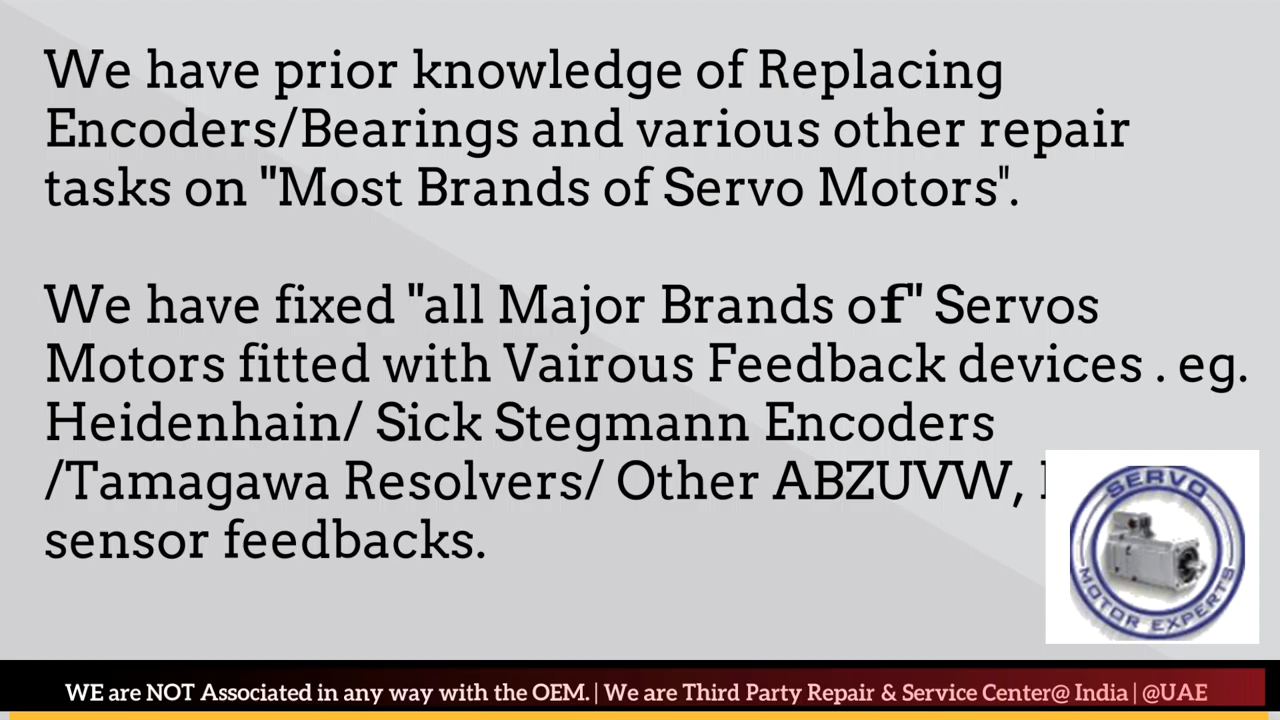 We have prior knowledge of Replacing
Encoders/Bearings and various other repair
tasks on "Most Brands of Servo Motors".
We have fixed "all Major Brands of" Servos
Motors fitted with Vairous Feedback devices . eg.
Heidenhain/ Sick Stegmann Encoders
/Tamagawa Resolvers/ Other ABZUVW,
sensor feedbacks.
SERVO
MOTOR EXPERTS
WE are NOT Associated in any way with the OEM. | We are Third Party Repair & Service Center@ India | @UAE